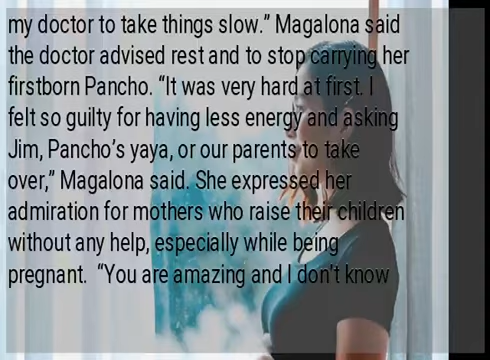 my doctor to take things slow.” Magalona said
the doctor advised rest and to stop carrying her
firstborn Pancho. “It was very hard at first. I
felt so guilty for having less energy and asking
Jim, Pancho’s yaya, or our parents to take
over,” Magalona said. She expressed her
admiration for mothers who raise their children
without any help, especially while being
pregnant. “You are amazing and I don’t know